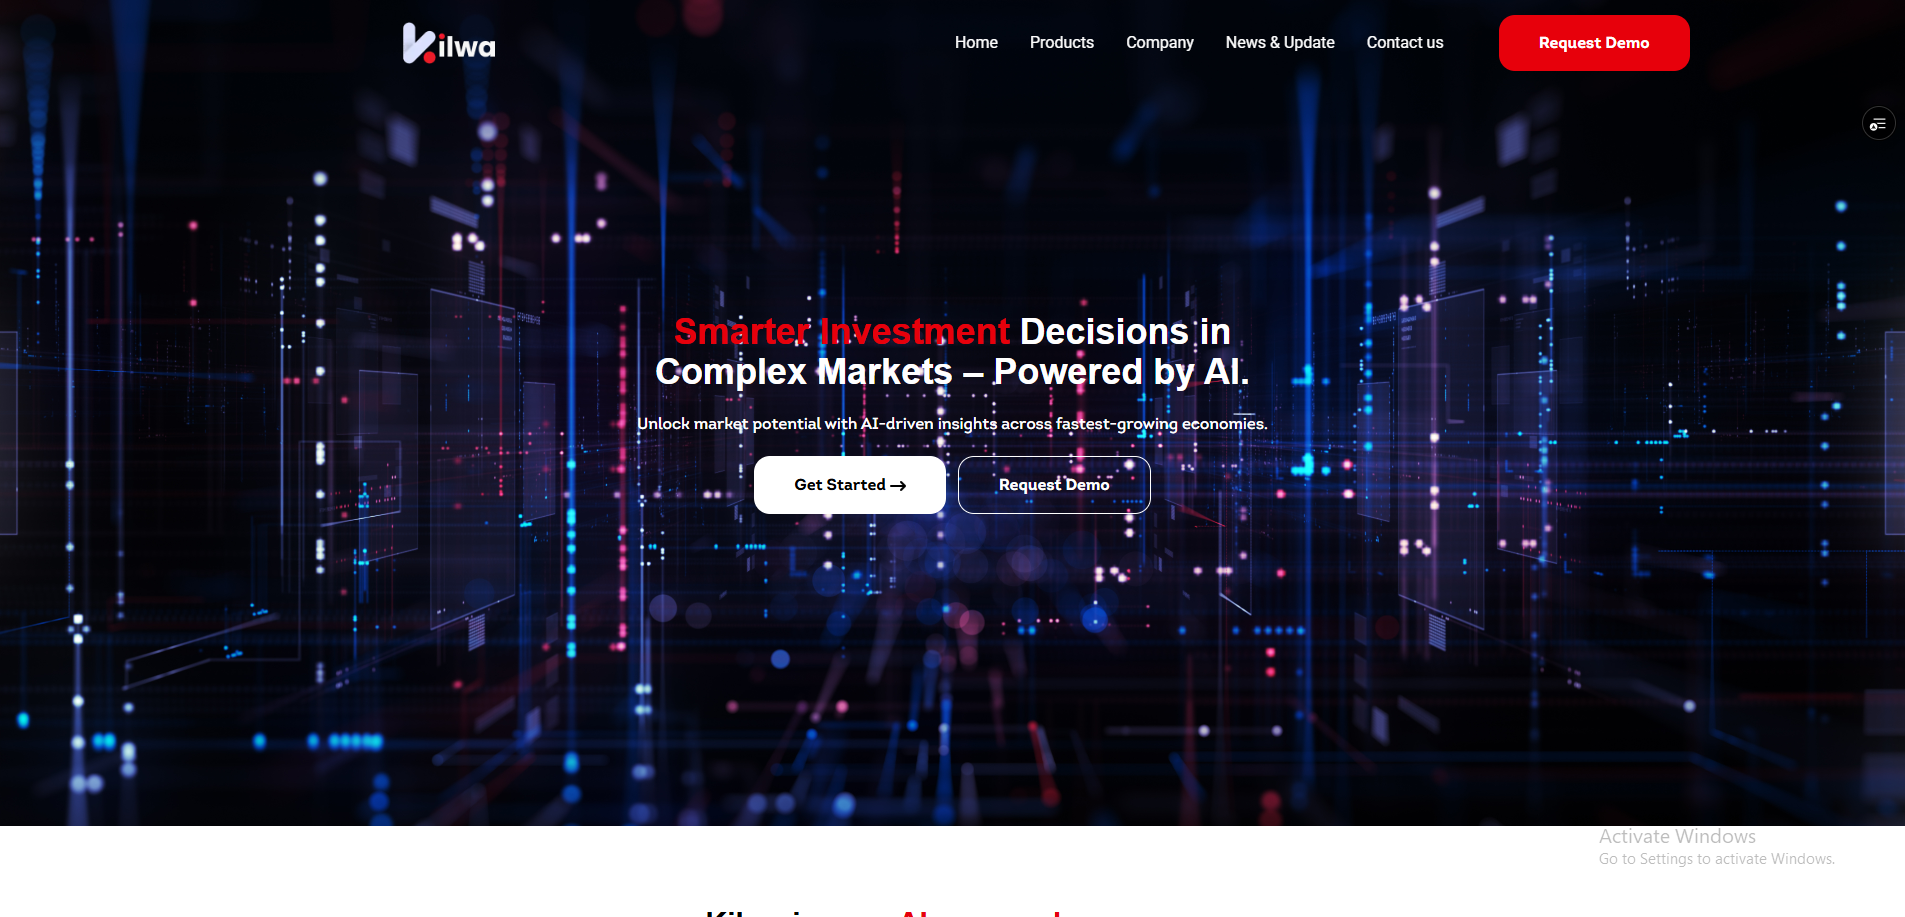 Kilwa
Home
Products
Company
News & Update
Contact us
Request Demo
Smarter Investment Decisions in
Complex Markets – Powered by AI.
Unlock market potential with AI-driven insights across fastest-growing economies.
Get Started →
Request Demo
Activate Windows
Go to Settings to activate Windows.